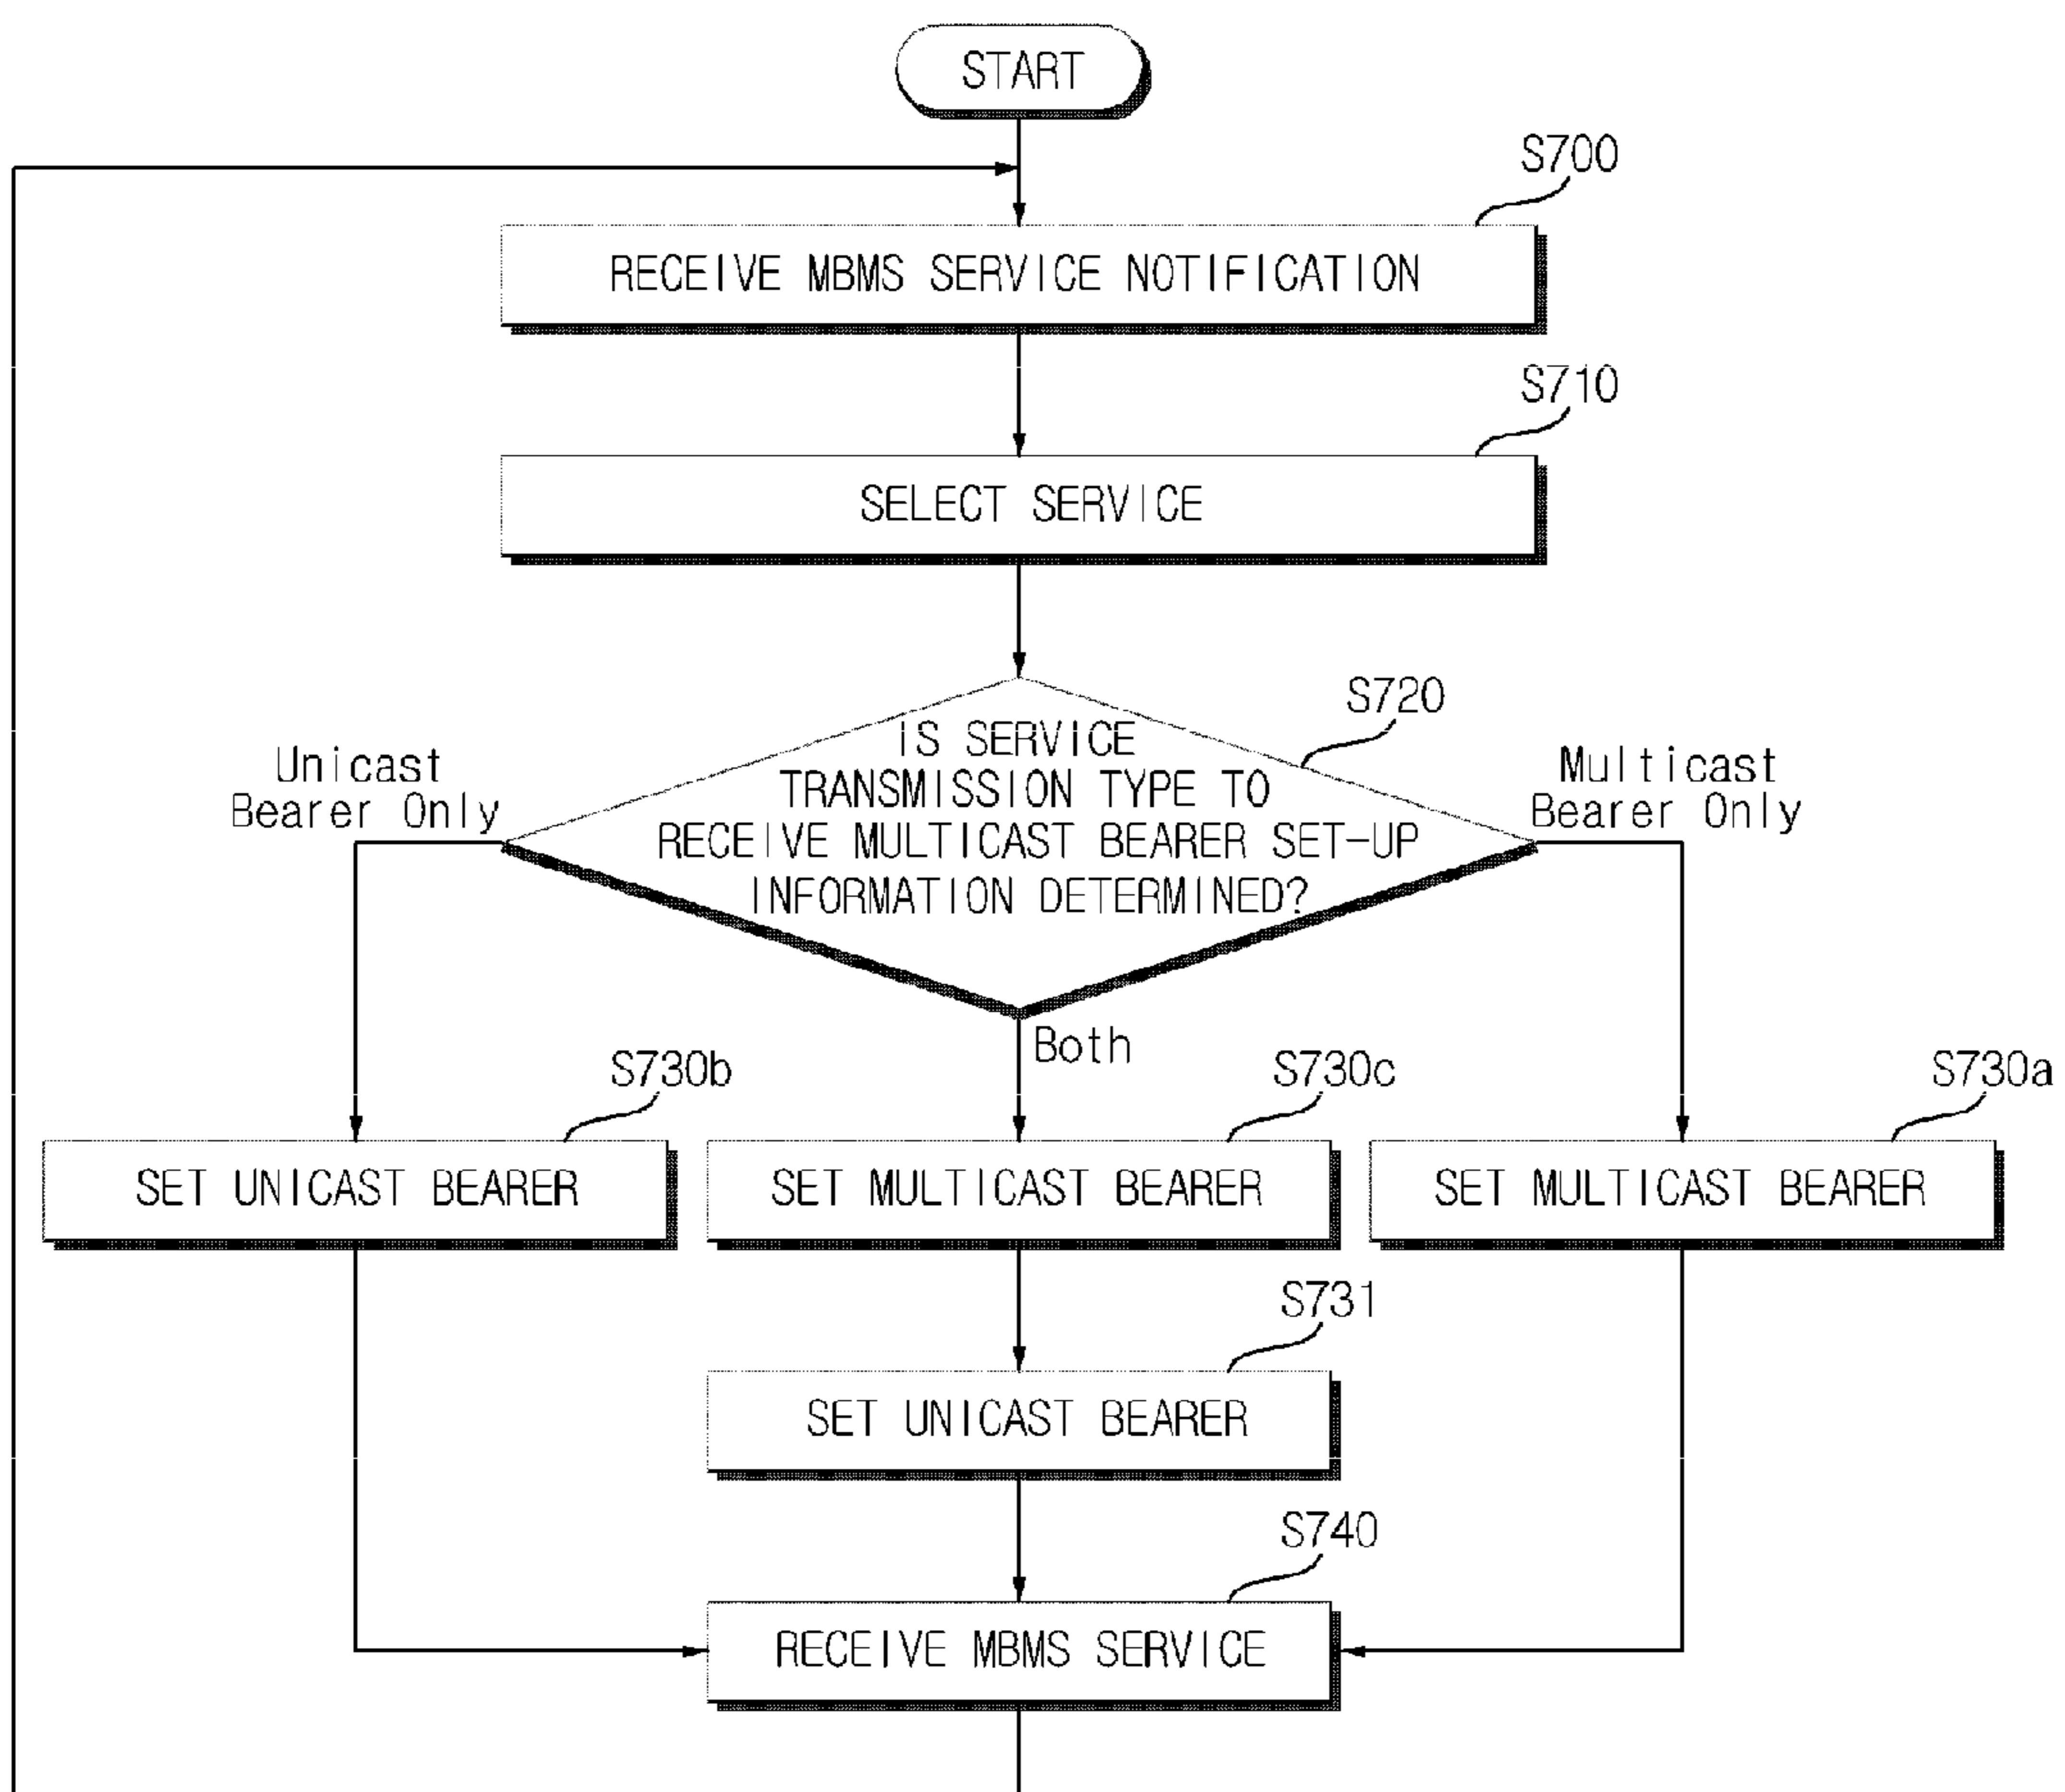 START
S700
RECEIVE MBMS SERVICE NOTIFICATION
S710
SELECT SERVICE
S720
IS SERVICE
TRANSMISSION TYPE TO
RECEIVE MULTICAST BEARER SET-UP
INFORMATION DETERMINED?
Unicast
Bearer Only
Multicast
Bearer Only
Both
S730b
S730c
S730a
SET UNICAST BEARER
SET MULTICAST BEARER
SET MULTICAST BEARER
S731
SET UNICAST BEARER
S740
RECEIVE MBMS SERVICE